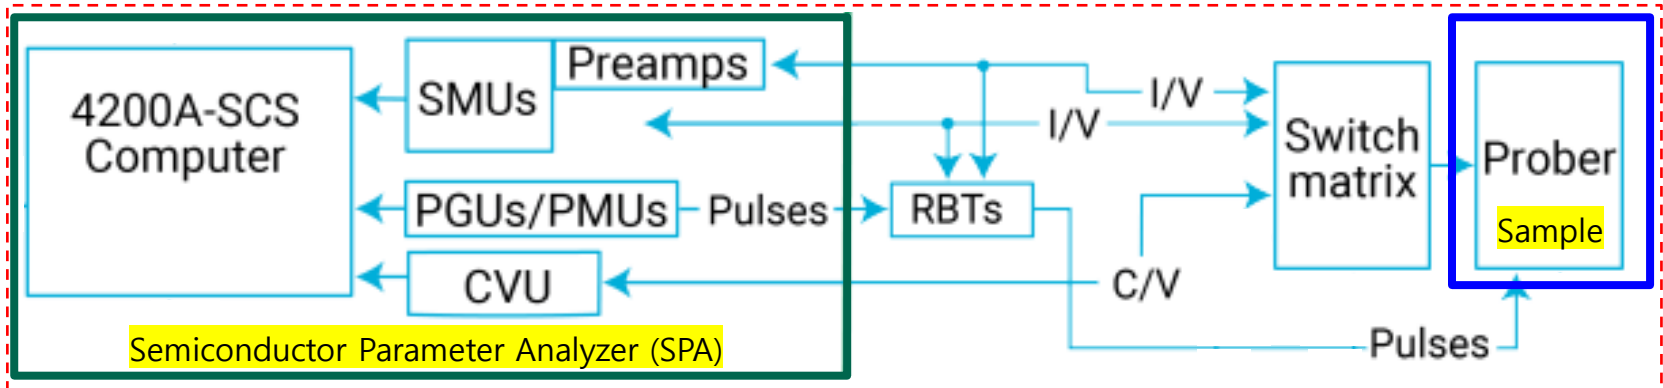 4200A-SCS
Computer
SMUs
Preamps
PGUs/PMUs
Pulses
CVU
Semiconductor Parameter Analyzer (SPA)
RBTs
I/V
I/V
C/V
Pulses
Switch
matrix
Prober
Sample